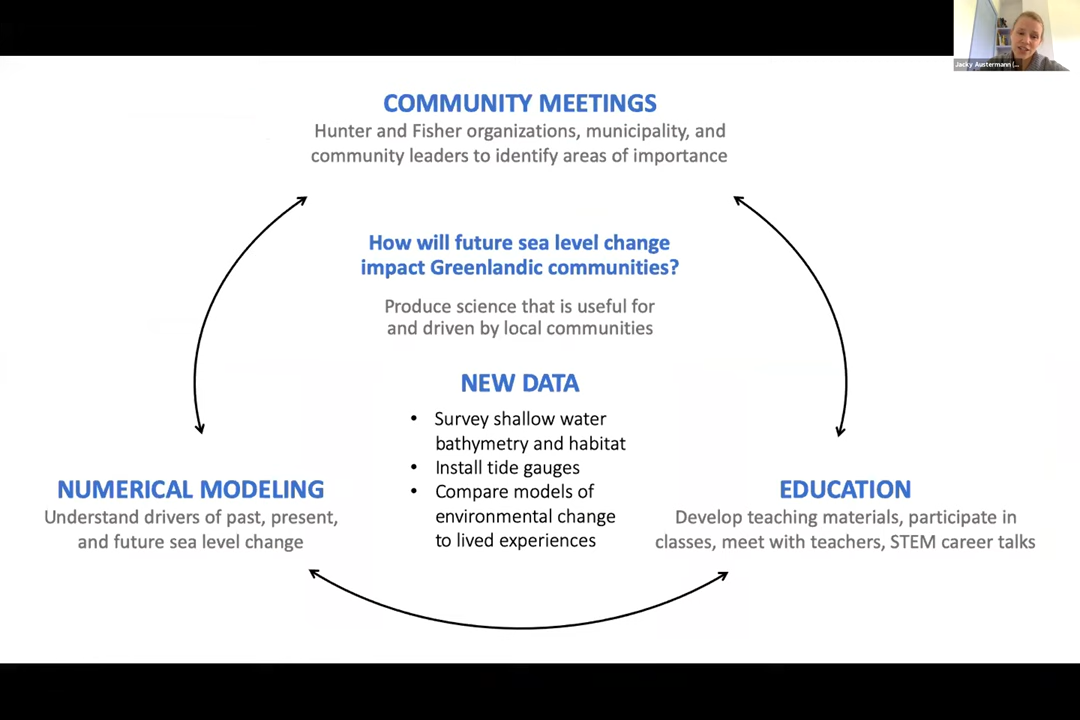 Jacky Austermann (...
COMMUNITY MEETINGS
Hunter and Fisher organizations, municipality, and
community leaders to identify areas of importance
How will future sea level change
impact Greenlandic communities?
Produce science that is useful for
and driven by local communities
NEW DATA
• Survey shallow water
bathymetry and habitat
• Install tide gauges
• Compare models of
environmental change
to lived experiences
NUMERICAL MODELING
Understand drivers of past, present,
and future sea level change
EDUCATION
Develop teaching materials, participate in
classes, meet with teachers, STEM career talks